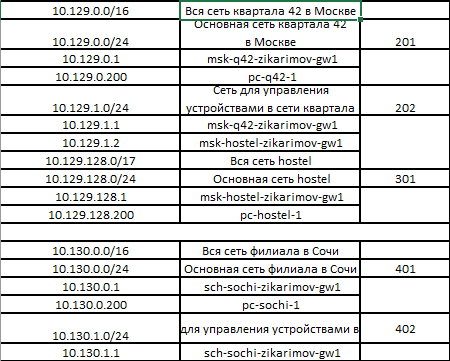 10.129.0.0/16 Вся сеть квартала 42 в Москве
Основная сеть квартала 42
10.129.0.0/24 в Москве 201
10.129.0.1 msk-q42-zikarimov-gw1
10.129.0.200 pc-q42-1
Сеть для управления
10.129.1.0/24 устройствами в сети квартала 202
10.129.1.1 msk-q42-zikarimov-gw1
10.129.1.2 msk-hostel-zikarimov-gw1
10.129.128.0/17 Вся сеть hostel
10.129.128.0/24 Основная сеть hostel 301
10.129.128.1 msk-hostel-zikarimov-gw1
10.129.128.200 pc-hostel-1
10.130.0.0/16 Вся сеть филиала в Сочи
10.130.0.0/24 Основная сеть филиала в Сочи 401
10.130.0.1 sch-sochi-zikarimov-gw1
10.130.0.200 pc-sochi-1
10.130.1.0/24 для управления устройствами в 402
10.130.1.1 sch-sochi-zikarimov-gw1